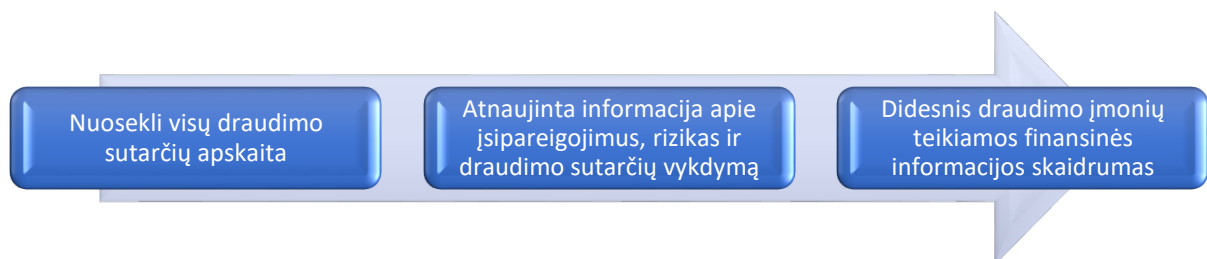 Nuosekli visų draudimo
sutarčių apskaita
Atnaujinta informacija apie
įsipareigojimus, rizikas ir
draudimo sutarčių vykdymą
Didesnis draudimo įmonių
teikiamos finansinės
informacijos skaidrumas